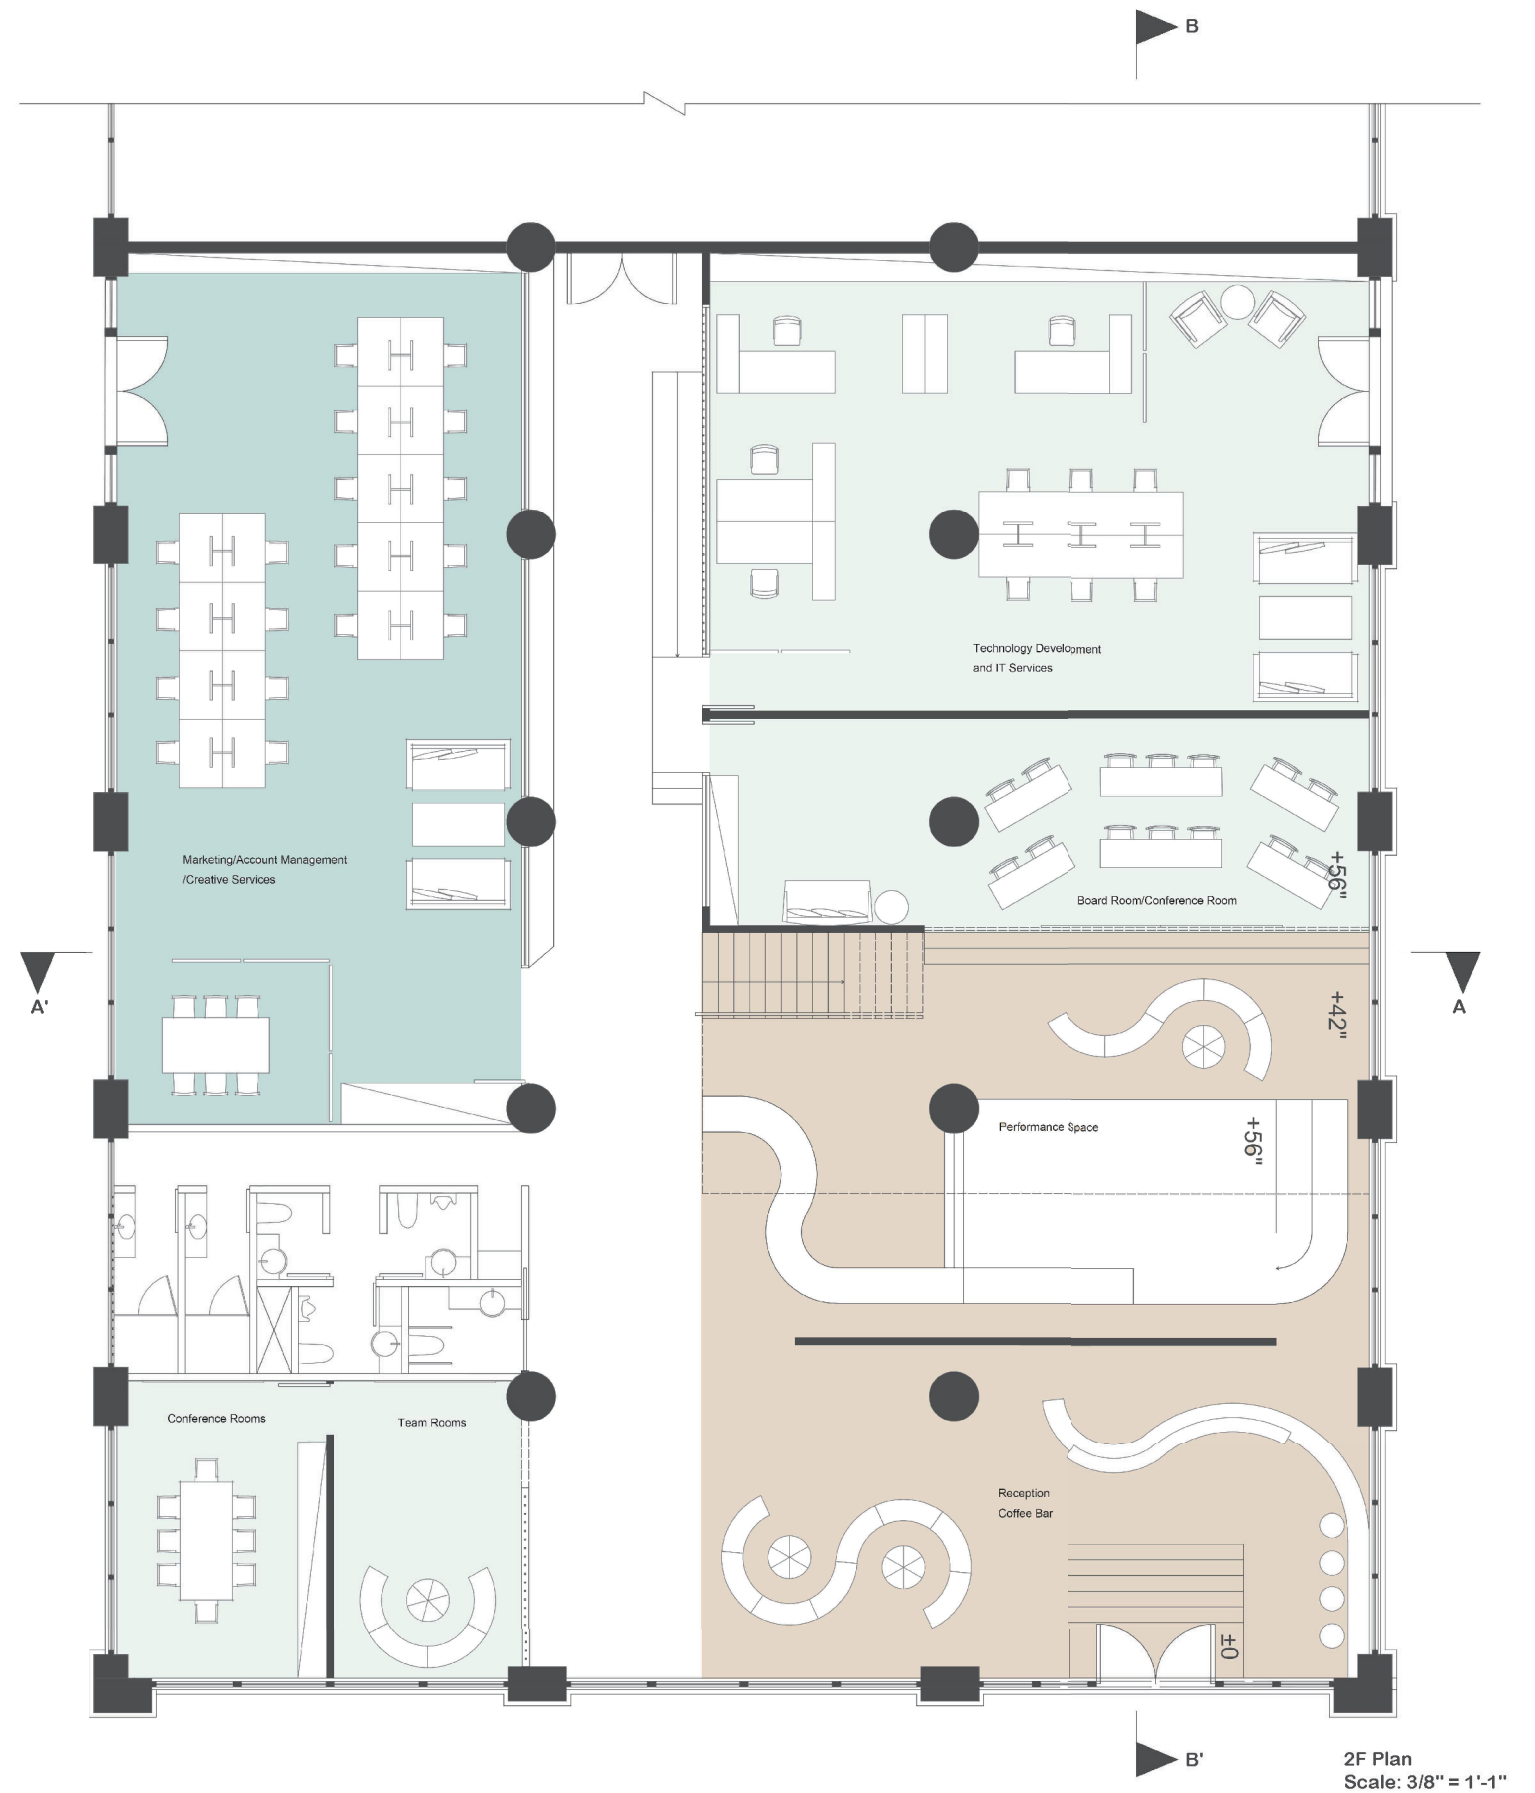 B
Technology Development
and IT Services
Marketing/Account Management
/Creative Services
+56"
Board Room/Conference Room
A'
A
+42"
Performance Space
+56"
Conference Rooms
Team Rooms
Reception
Coffee Bar
±0
B'
2F Plan
Scale: 3/8" = 1'-1"